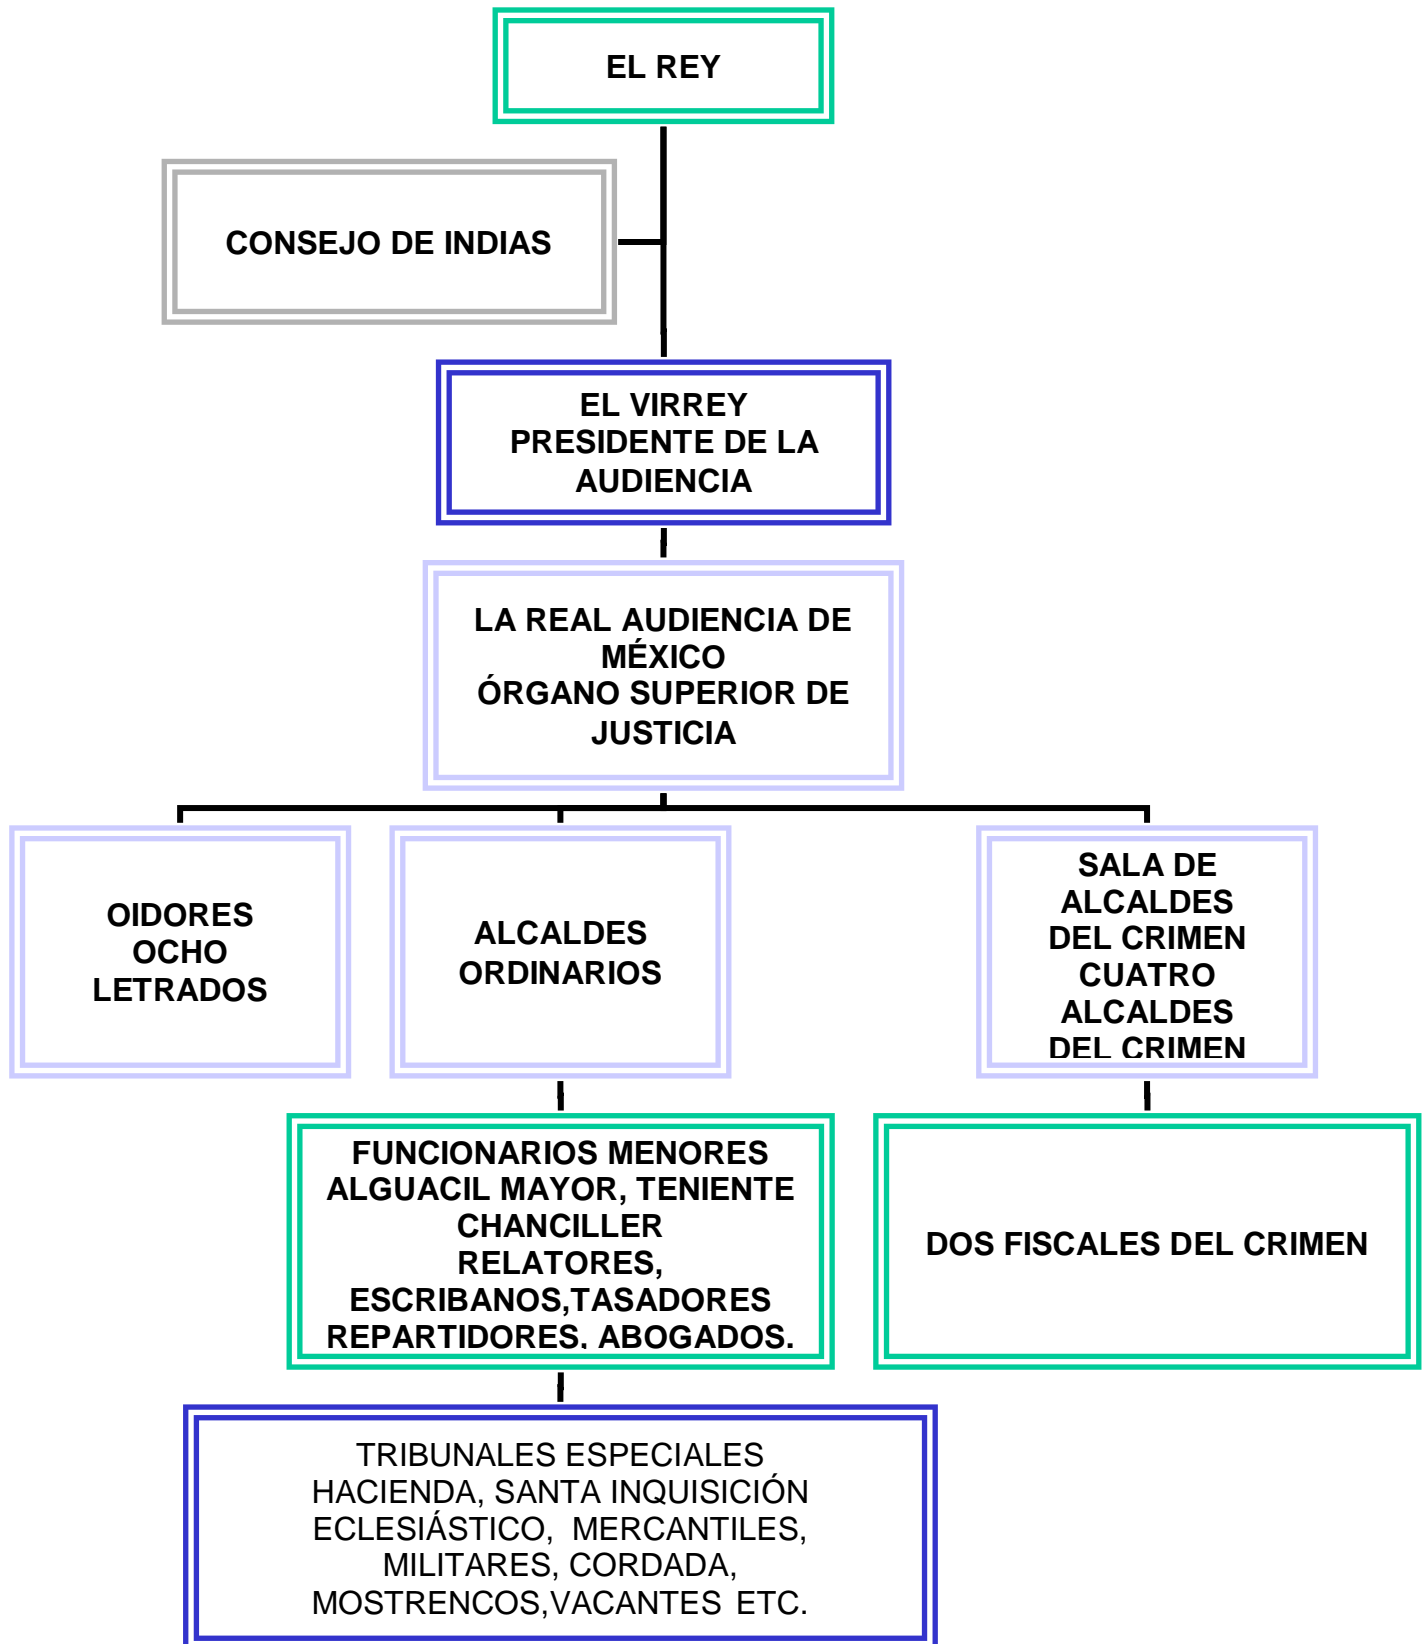 EL REY
CONSEJO DE INDIAS
EL VIRREY
PRESIDENTE DE LA
AUDIENCIA
LA REAL AUDIENCIA DE
MÉXICO
ÓRGANO SUPERIOR DE
JUSTICIA
OIDORES
OCHO
LETRADOS
ALCALDES
ORDINARIOS
SALA DE
ALCALDES
DEL CRIMEN
CUATRO
ALCALDES
DEL CRIMEN
FUNCIONARIOS MENORES
ALGUACIL MAYOR, TENIENTE
CHANCILLER
RELATORES,
ESCRIBANOS,TASADORES
REPARTIDORES, ABOGADOS.
DOS FISCALES DEL CRIMEN
TRIBUNALES ESPECIALES
HACIENDA, SANTA INQUISICIÓN
ECLESIÁSTICO, MERCANTILES,
MILITARES, CORDADA,
MOSTRENCOS,VACANTES ETC.